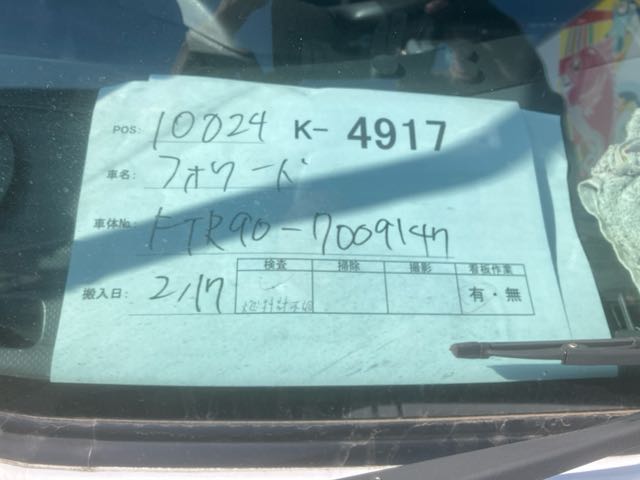 POS: 10024 K- 4917
車名: フォワード
車体No. FTR90-7009147
搬入日: 2/17
検査 掃除 撮影 看板作業
有・無